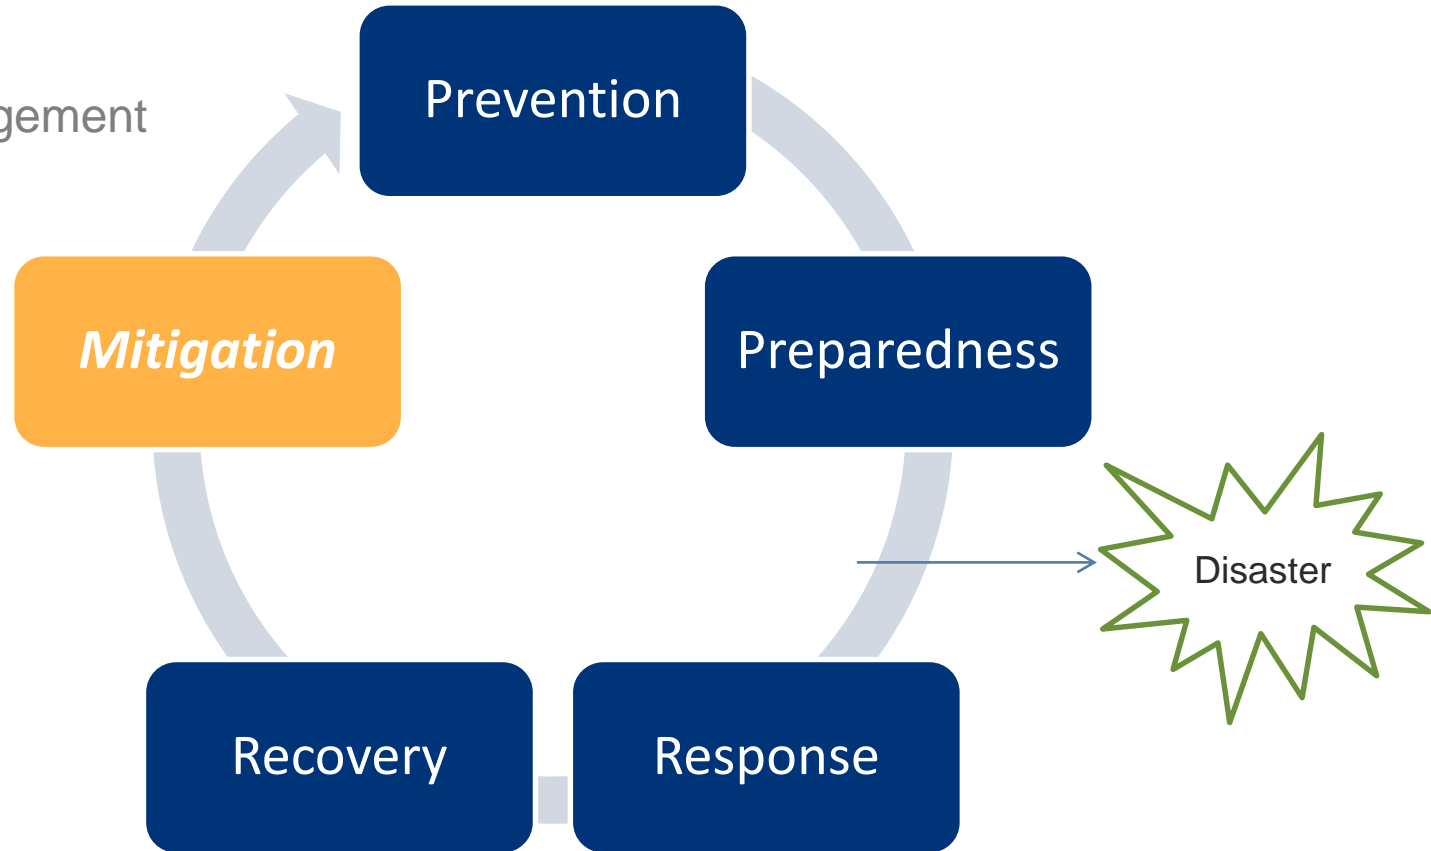 Prevention
gement
Mitigation
Preparedness
Disaster
Recovery
Response